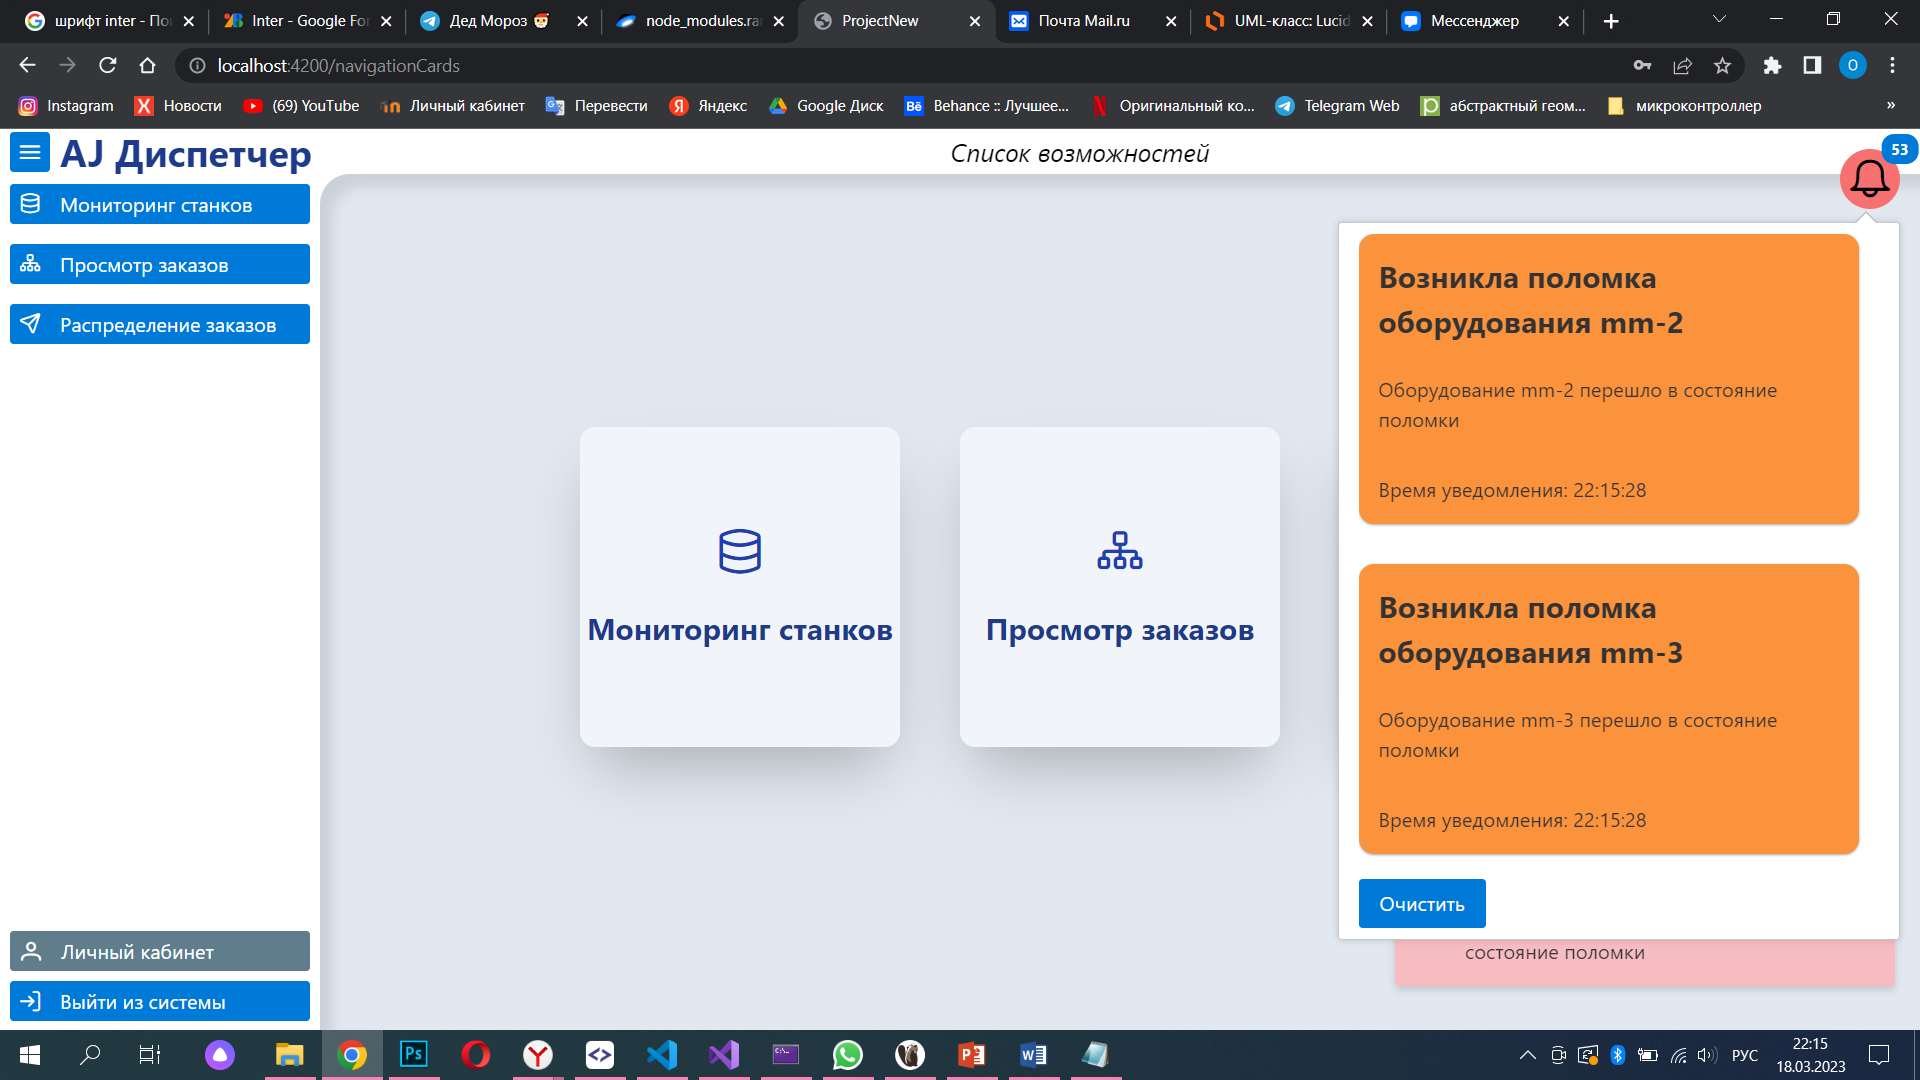 шрифт inter - По
Inter - Google Fo
Дед Мороз
node_modules.ra
ProjectNew
Почта Mail.ru
UML-класс: Lucid
Мессенджер
localhost:4200/navigationCards
O
Instagram
Новости
(69) YouTube
Личный кабинет
Перевести
Яндекс
Google Диск
Behance :: Лучшее...
Оригинальный ко...
Telegram Web
абстрактный геом...
микроконтроллер
»
AJ Диспетчер
Список возможностей
53
Мониторинг станков
Просмотр заказов
Распределение заказов
Мониторинг станков
Просмотр заказов
Возникла поломка
оборудования mm-2
Оборудование mm-2 перешло в состояние
поломки
Время уведомления: 22:15:28
Возникла поломка
оборудования mm-3
Оборудование mm-3 перешло в состояние
поломки
Время уведомления: 22:15:28
Очистить
состояние поломки
Личный кабинет
Выйти из системы
Ps
РУС
22:15
18.03.2023